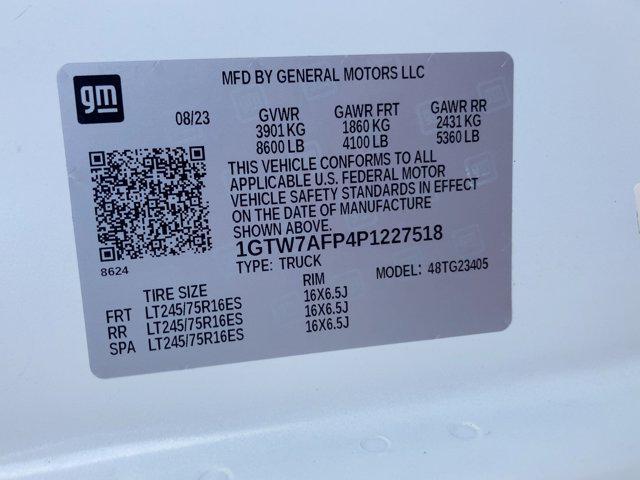 gm
MFD BY GENERAL MOTORS LLC
08/23 GVWR GAWR FRT GAWR RR
3901 KG 1860 KG 2431 KG
8600 LB 4100 LB 5360 LB
THIS VEHICLE CONFORMS TO ALL
APPLICABLE U.S. FEDERAL MOTOR
VEHICLE SAFETY STANDARDS IN EFFECT
ON THE DATE OF MANUFACTURE
SHOWN ABOVE.
1GTW7AFP4P1227518
8624
TYPE: TRUCK MODEL: 48TG23405
TIRE SIZE RIM
FRT LT245/75R16ES 16X6.5J
RR LT245/75R16ES 16X6.5J
SPA LT245/75R16ES 16X6.5J